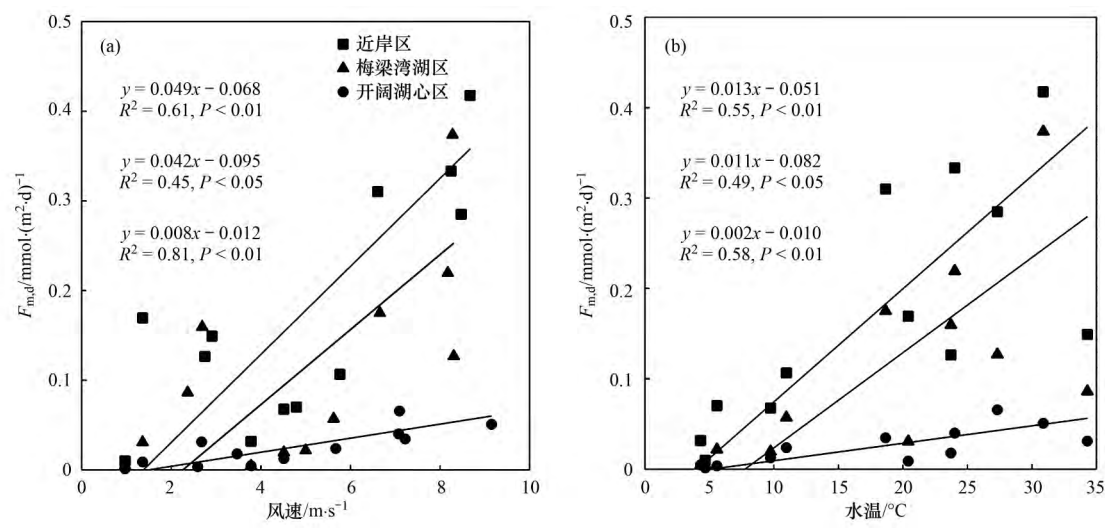 (a)
近岸区
梅梁湾湖区
开阔湖心区
y = 0.049x − 0.068
R² = 0.61, P < 0.01
y = 0.042x − 0.095
R² = 0.45, P < 0.05
y = 0.008x − 0.012
R² = 0.81, P < 0.01
F_m,d/mmol·(m²·d)⁻¹
0.5
0.4
0.3
0.2
0.1
0
0 2 4 6 8 10
风速/m·s⁻¹
(b)
y = 0.013x − 0.051
R² = 0.55, P < 0.01
y = 0.011x − 0.082
R² = 0.49, P < 0.05
y = 0.002x − 0.010
R² = 0.58, P < 0.01
F_m,d/mmol·(m²·d)⁻¹
0.5
0.4
0.3
0.2
0.1
0
0 5 10 15 20 25 30 35
水温/°C